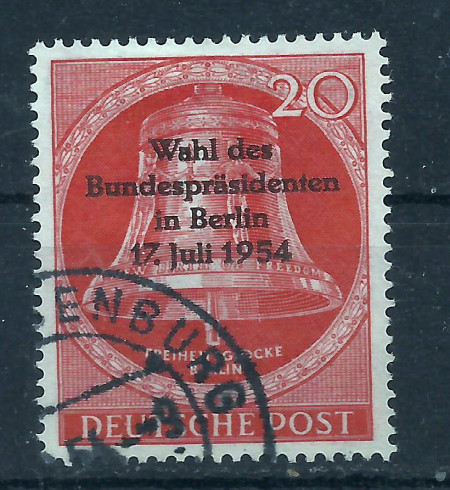 20
Wahl des
Bundespräsidenten
in Berlin
17. Juli 1954
FREEDOM
FREIHEITSGLOCKE
BERLIN
ENBURG
DEUTSCHE POST